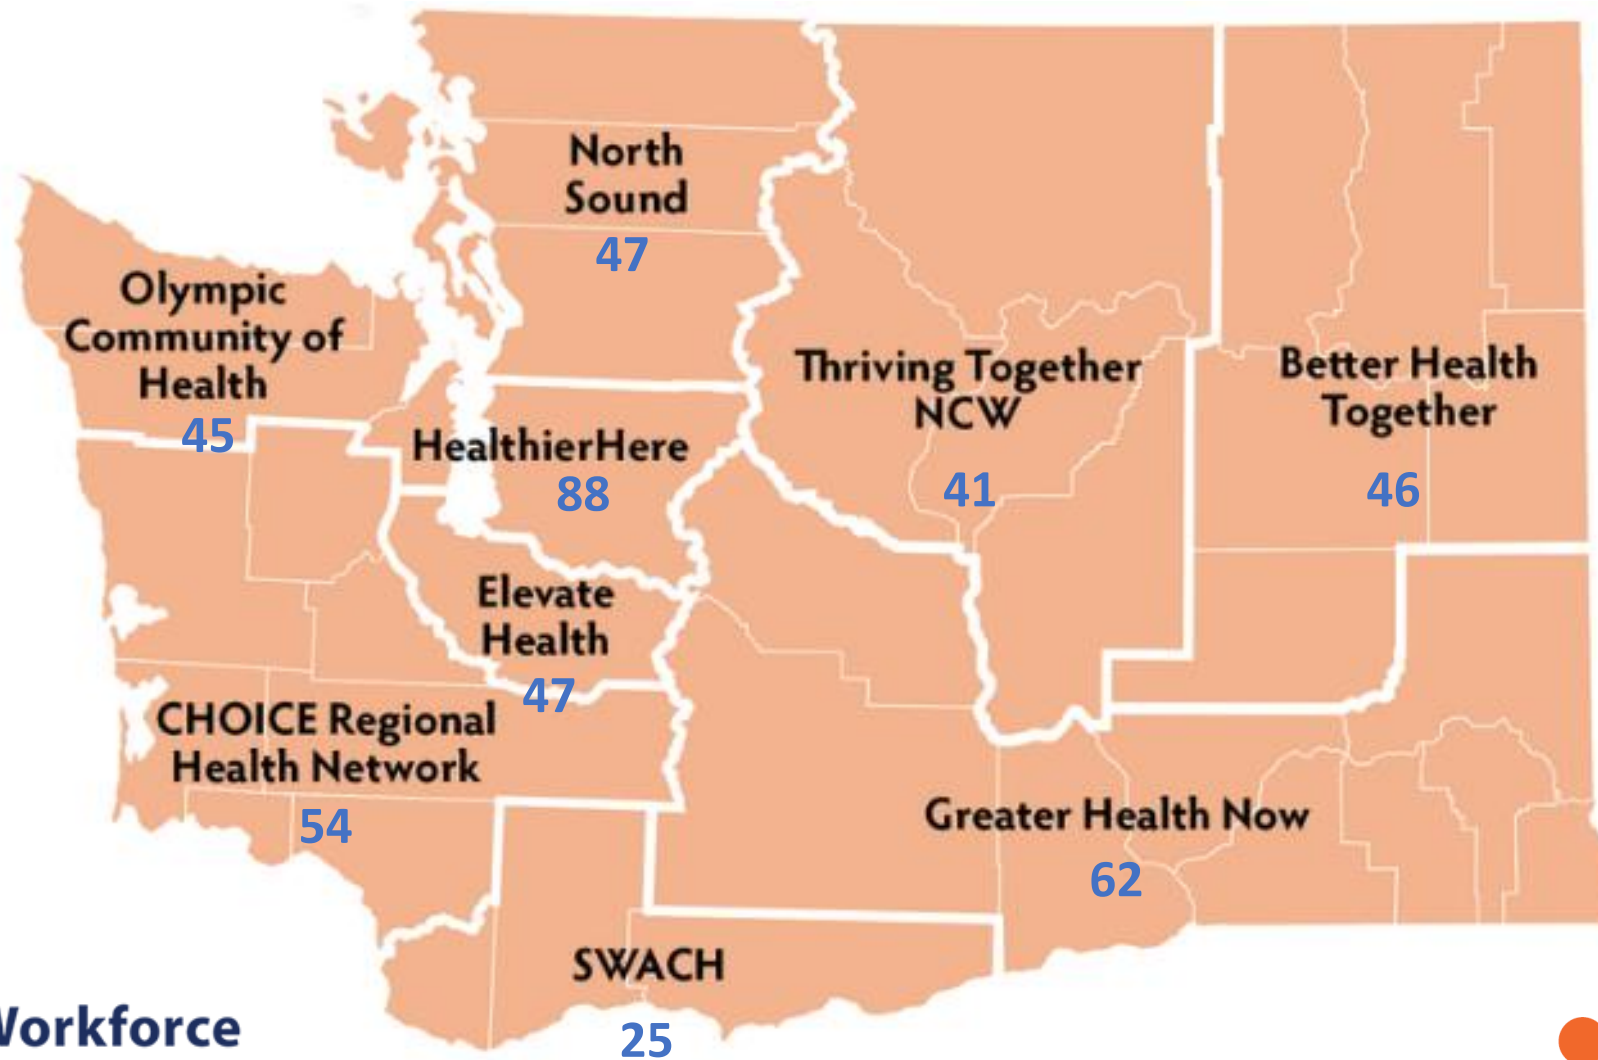 North
Sound
47
Olympic
Community of
Health
45
HealthierHere
88
Thriving Together
NCW
41
Better Health
Together
46
Elevate
Health
47
CHOICE Regional
Health Network
54
Greater Health Now
62
SWACH
25
Workforce